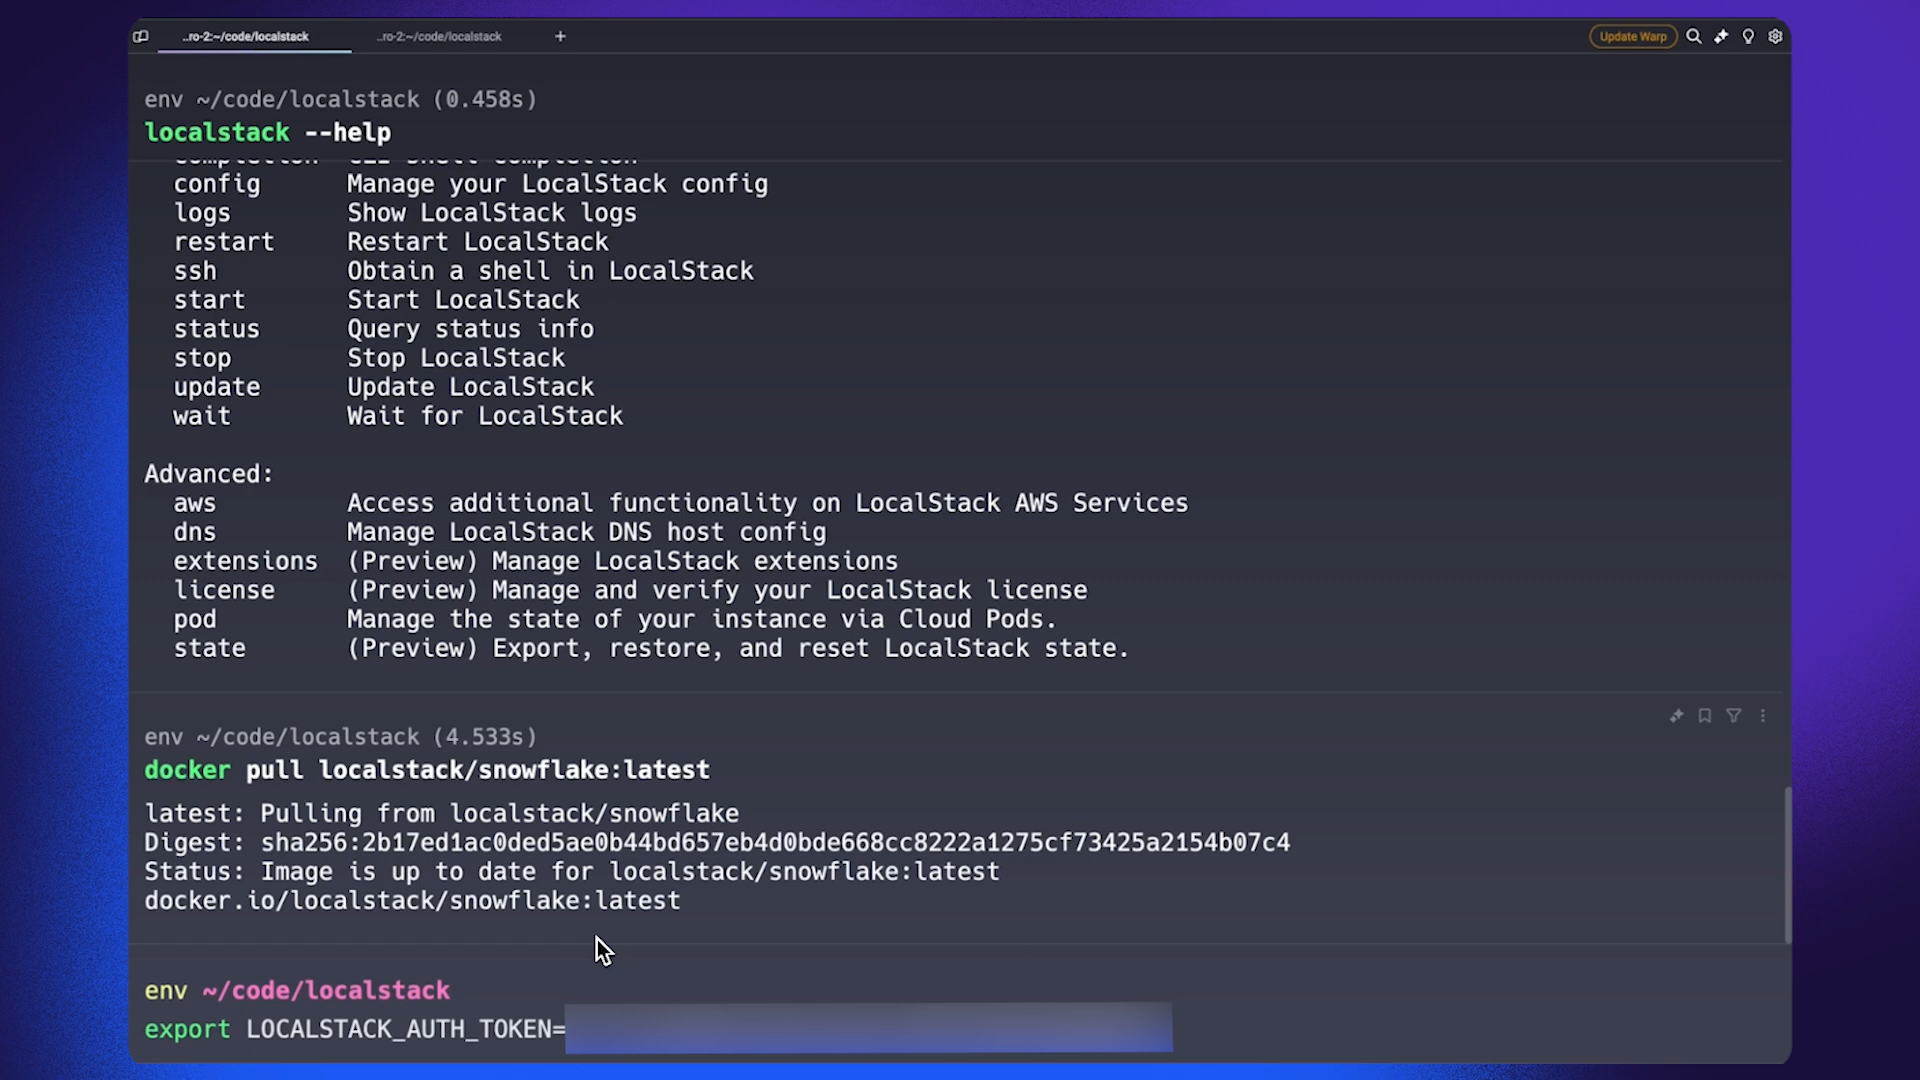 ..ro-2:~/code/localstack ..ro-2:~/code/localstack + Update Warp
env ~/code/localstack (0.458s)
localstack --help
completion CLI shell completion
config Manage your LocalStack config
logs Show LocalStack logs
restart Restart LocalStack
ssh Obtain a shell in LocalStack
start Start LocalStack
status Query status info
stop Stop LocalStack
update Update LocalStack
wait Wait for LocalStack
Advanced:
aws Access additional functionality on LocalStack AWS Services
dns Manage LocalStack DNS host config
extensions (Preview) Manage LocalStack extensions
license (Preview) Manage and verify your LocalStack license
pod Manage the state of your instance via Cloud Pods.
state (Preview) Export, restore, and reset LocalStack state.
env ~/code/localstack (4.533s)
docker pull localstack/snowflake:latest
latest: Pulling from localstack/snowflake
Digest: sha256:2b17ed1ac0ded5ae0b44bd657eb4d0bde668cc8222a1275cf73425a2154b07c4
Status: Image is up to date for localstack/snowflake:latest
docker.io/localstack/snowflake:latest
env ~/code/localstack
export LOCALSTACK_AUTH_TOKEN=